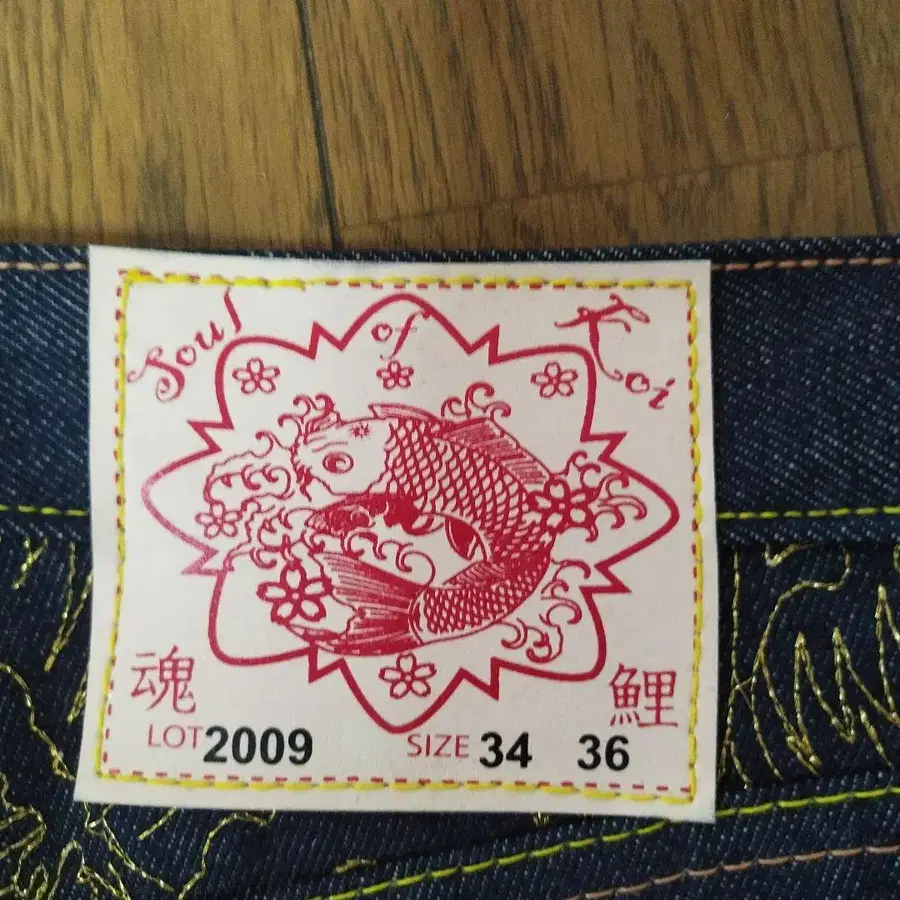 Soul of Koi
魂 鯉
LOT 2009 SIZE 34 36